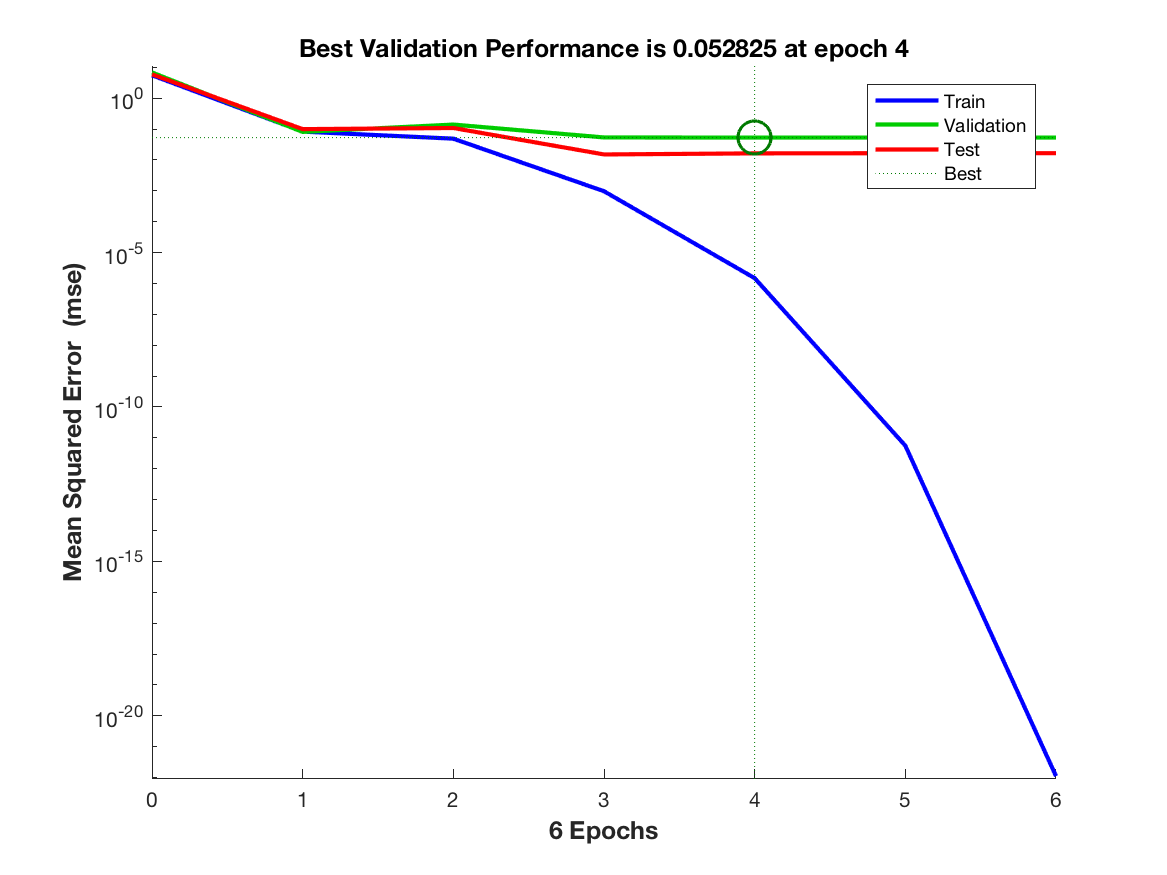 Best Validation Performance is 0.052825 at epoch 4
Mean Squared Error (mse)
10^0
10^-5
10^-10
10^-15
10^-20
Train
Validation
Test
Best
0 1 2 3 4 5 6
6 Epochs